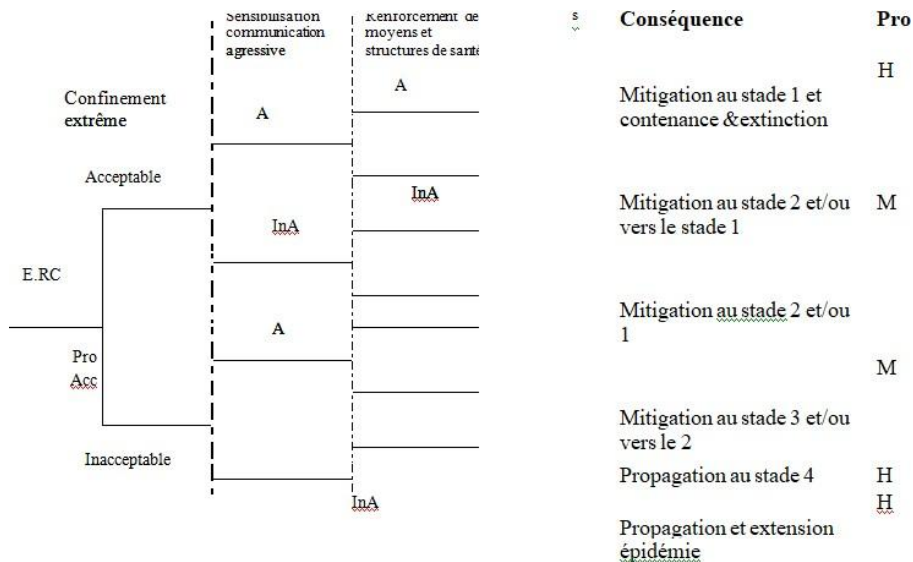 Sensibilisation
communication
agressive
Renforcement de
moyens et
structures de santé
s
Conséquence
Pro
Confinement
extrême
A
A
H
Mitigation au stade 1 et
contenance &extinction
Acceptable
InA
InA
Mitigation au stade 2 et/ou
vers le stade 1
M
E.RC
A
Mitigation au stade 2 et/ou
1
Pro
Acc
M
Mitigation au stade 3 et/ou
vers le 2
Inacceptable
InA
Propagation au stade 4
H
H
Propagation et extension
épidémie